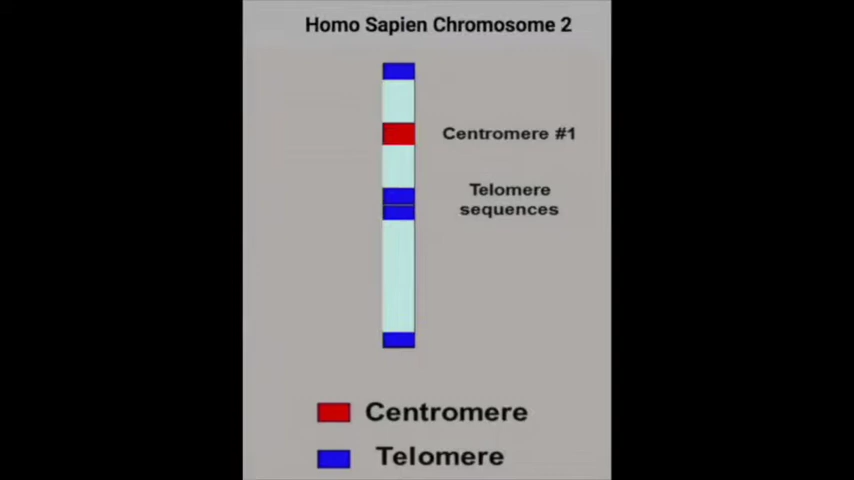 Homo Sapien Chromosome 2
Centromere #1
Telomere
sequences
Centromere
Telomere